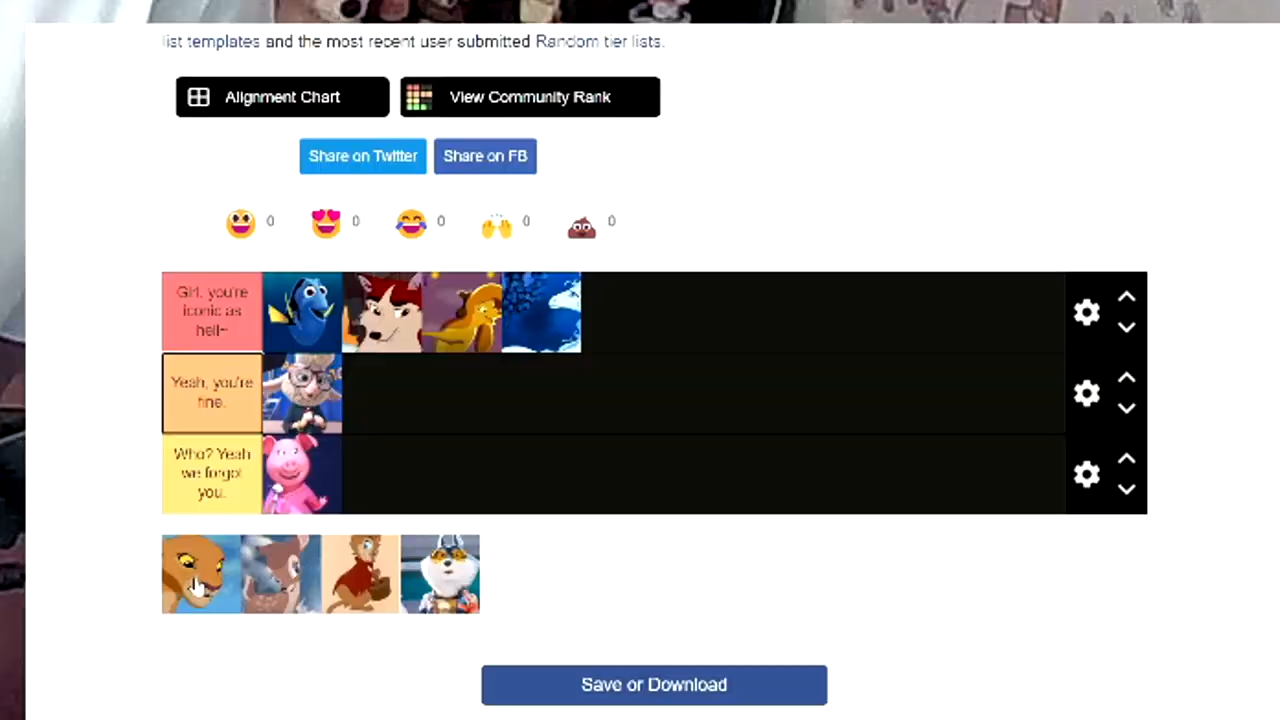 list templates and the most recent user submitted Random tier lists.
Alignment Chart
View Community Rank
Share on Twitter
Share on FB
0
0
0
0
0
Girl, you're
iconic as
hell~
Yeah, you're
fine.
Who? Yeah
we forgot
you.
Save or Download